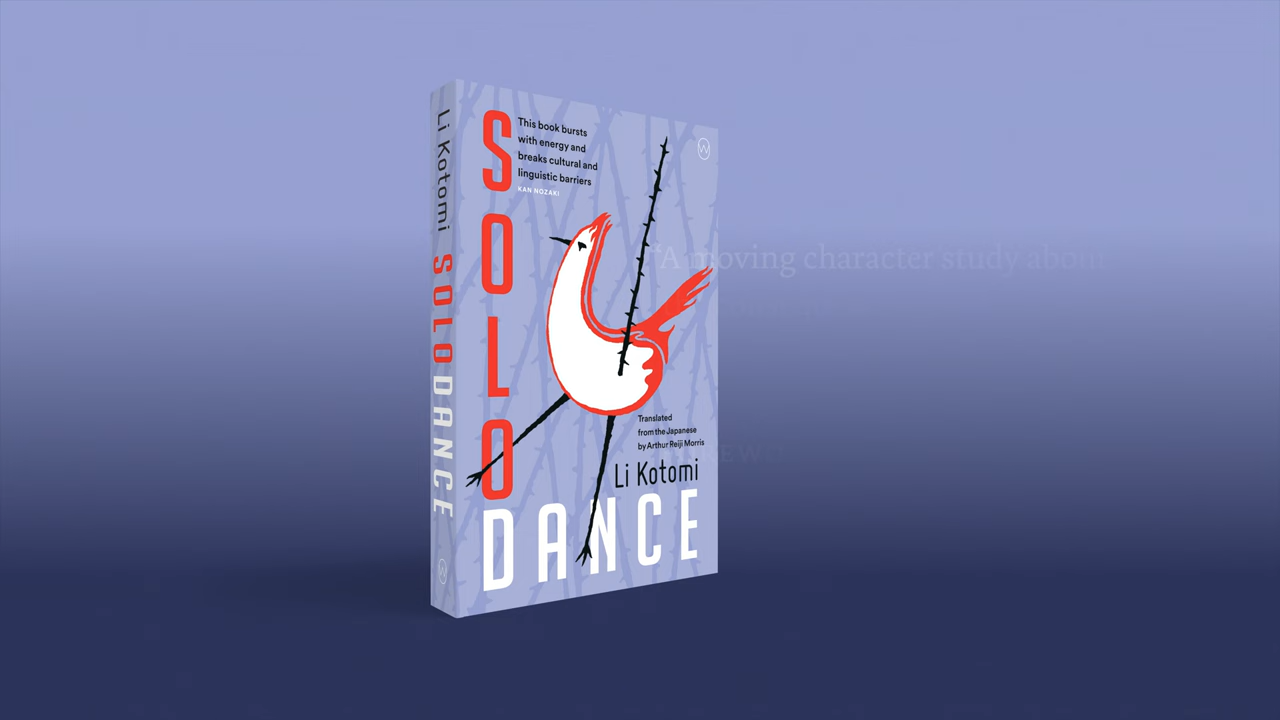 Li Kotomi SOLO DANCE
SOLO
This book bursts
with energy and
breaks cultural and
linguistic barriers
KAN NOZAKI
"A moving character study about
Translated
from the Japanese
by Arthur Reiji Morris
Li Kotomi
DANCE